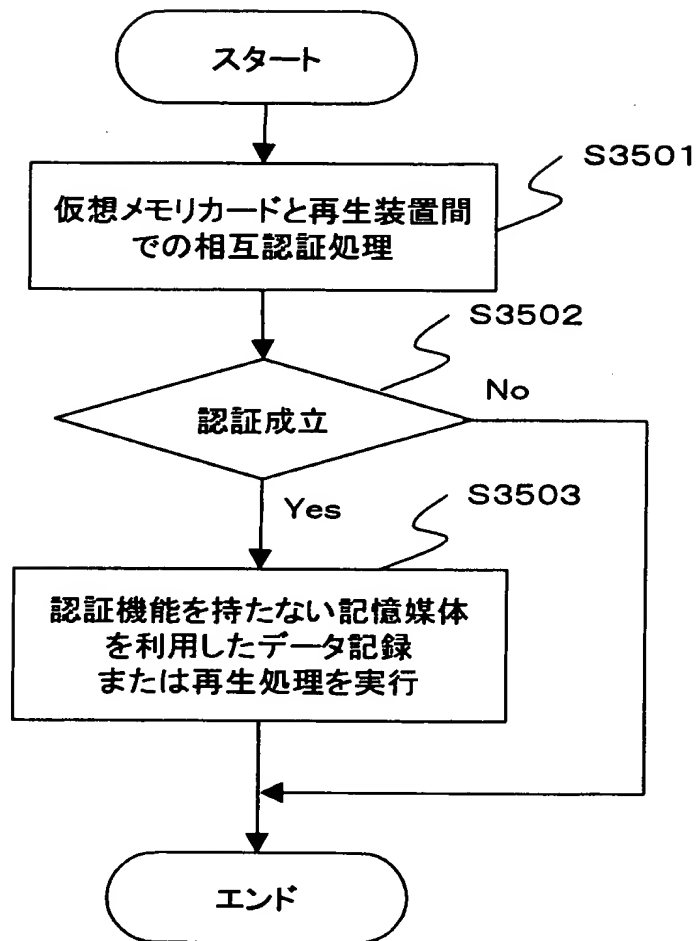 スタート
S3501
仮想メモリカードと再生装置間
での相互認証処理
S3502
認証成立
No
Yes
S3503
認証機能を持たない記憶媒体
を利用したデータ記録
または再生処理を実行
エンド